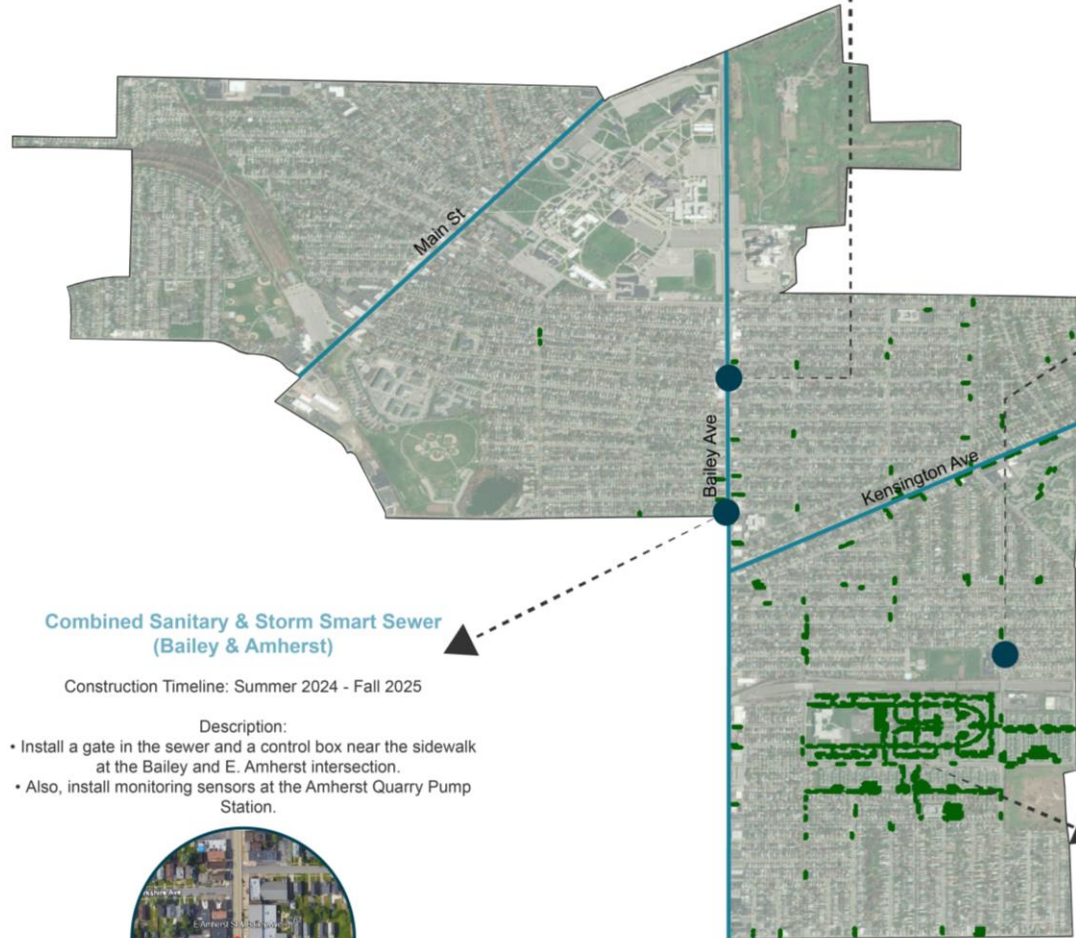 Main St
Bailey Ave
Kensington Ave
Combined Sanitary & Storm Smart Sewer
(Bailey & Amherst)
Construction Timeline: Summer 2024 - Fall 2025
Description:
• Install a gate in the sewer and a control box near the sidewalk
at the Bailey and E. Amherst intersection.
• Also, install monitoring sensors at the Amherst Quarry Pump
Station.